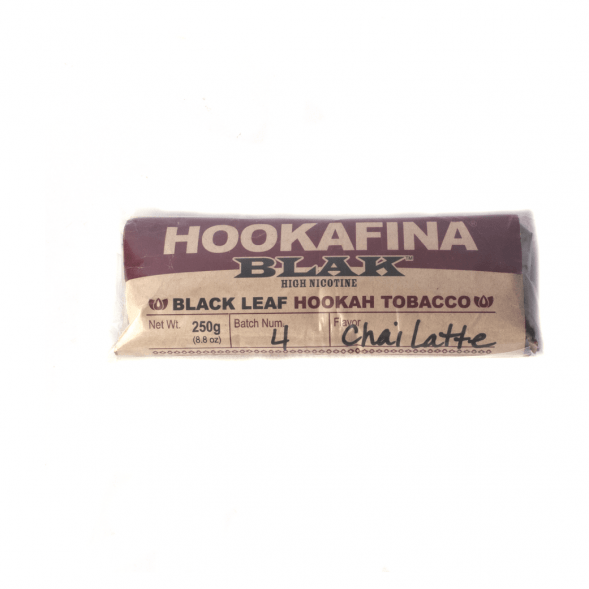 HOOKAFINA
BLAK™
HIGH NICOTINE
BLACK LEAF HOOKAH TOBACCO
Net Wt. 250g Batch Num. 4 Flavor Chai Latte
(8.8 oz)